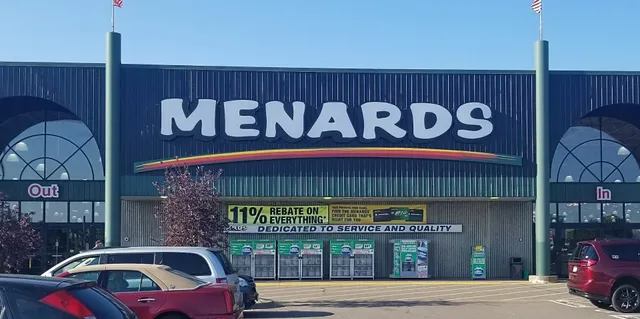 MENARDS
Out
In
11% REBATE ON
EVERYTHING*
DEDICATED TO SERVICE AND QUALITY